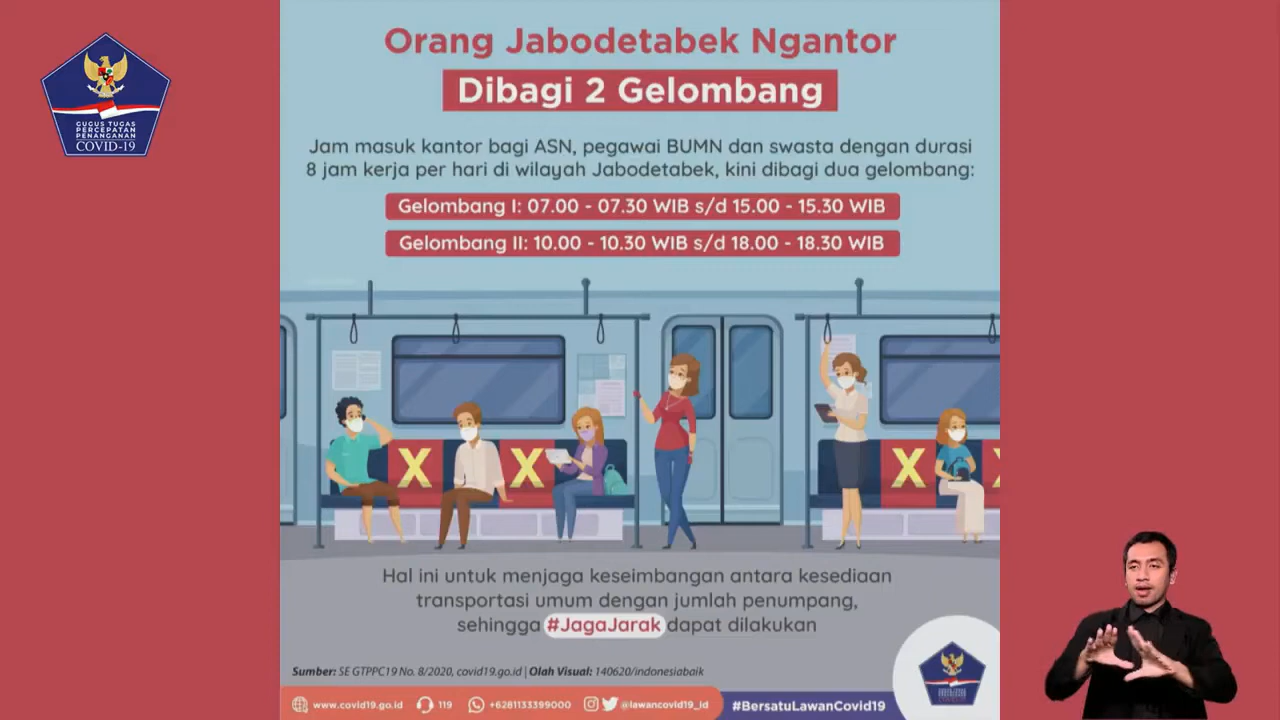 GUGUS TUGAS
PERCEPATAN
PENANGANAN
COVID-19
Orang Jabodetabek Ngantor
Dibagi 2 Gelombang
Jam masuk kantor bagi ASN, pegawai BUMN dan swasta dengan durasi
8 jam kerja per hari di wilayah Jabodetabek, kini dibagi dua gelombang:
Gelombang I: 07.00 - 07.30 WIB s/d 15.00 - 15.30 WIB
Gelombang II: 10.00 - 10.30 WIB s/d 18.00 - 18.30 WIB
X X X
Hal ini untuk menjaga keseimbangan antara kesediaan
transportasi umum dengan jumlah penumpang,
sehingga #JagaJarak dapat dilakukan
Sumber: SE GTPPC19 No. 8/2020, covid19.go.id | Olah Visual: 140620/indonesiabaik
www.covid19.go.id 119 +6281133399000 @lawancovid19_id #BersatuLawanCovid19